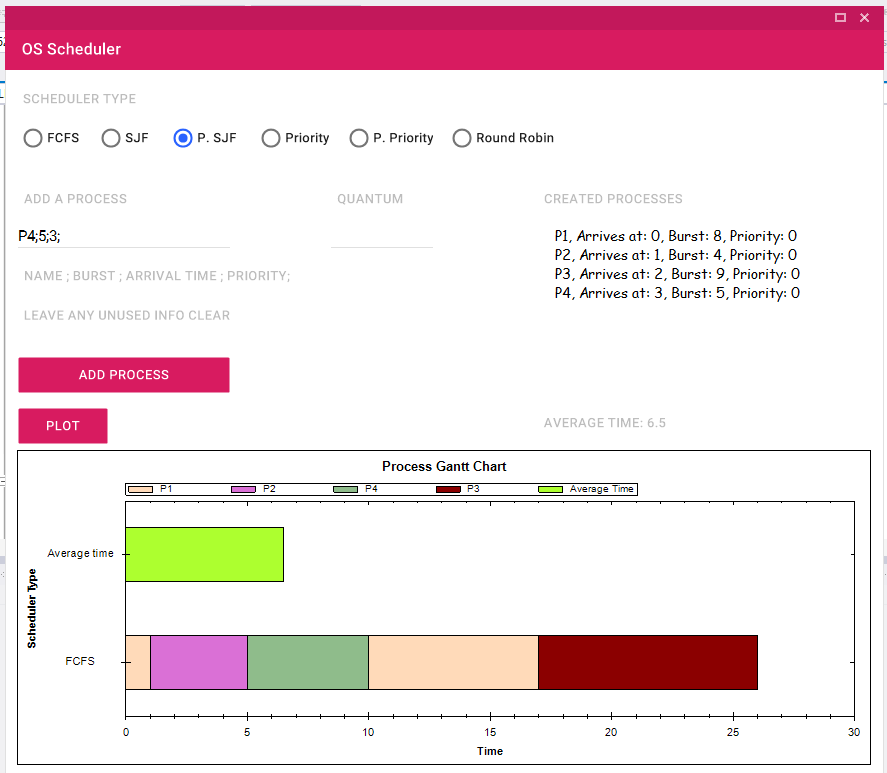 OS Scheduler
SCHEDULER TYPE
FCFS SJF P. SJF Priority P. Priority Round Robin
ADD A PROCESS QUANTUM CREATED PROCESSES
P4;5;3;
P1, Arrives at: 0, Burst: 8, Priority: 0
P2, Arrives at: 1, Burst: 4, Priority: 0
P3, Arrives at: 2, Burst: 9, Priority: 0
P4, Arrives at: 3, Burst: 5, Priority: 0
NAME ; BURST ; ARRIVAL TIME ; PRIORITY;
LEAVE ANY UNUSED INFO CLEAR
ADD PROCESS
PLOT
AVERAGE TIME: 6.5
Process Gantt Chart
P1 P2 P4 P3 Average Time
Average time
Scheduler Type
FCFS
0 5 10 15 20 25 30
Time